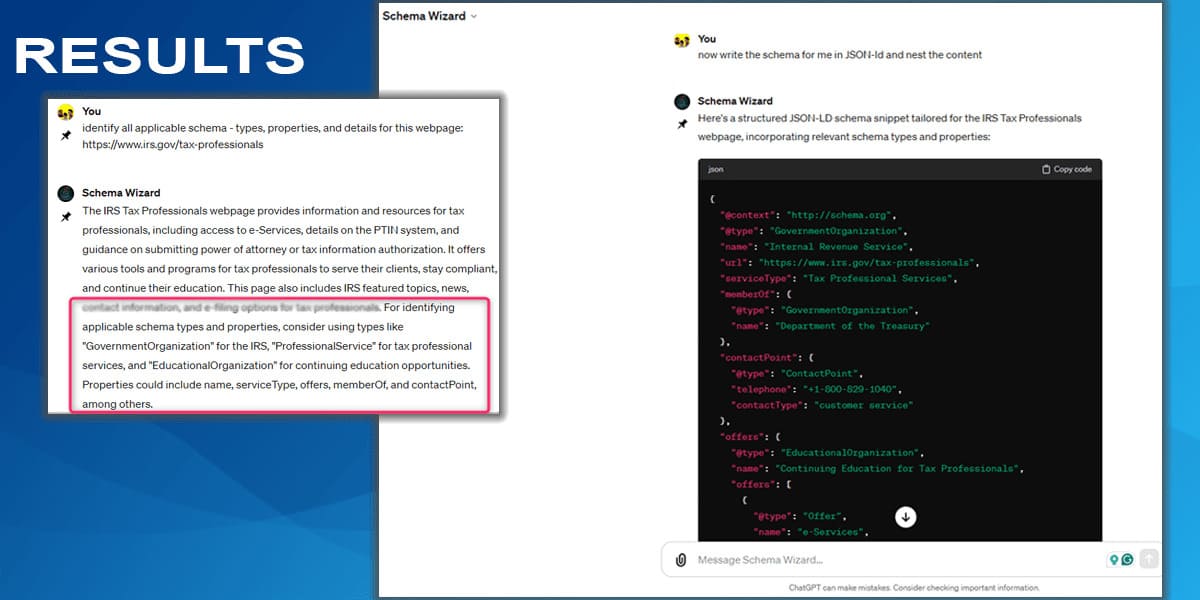 RESULTS
You
identify all applicable schema - types, properties, and details for this webpage:
https://www.irs.gov/tax-professionals
Schema Wizard
The IRS Tax Professionals webpage provides information and resources for tax
professionals, including access to e-Services, details on the PTIN system, and
guidance on submitting power of attorney or tax information authorization. It offers
various tools and programs for tax professionals to serve their clients, stay compliant,
and continue their education. This page also includes IRS featured topics, news,
contact information, and e-filing options for tax professionals. For identifying
applicable schema types and properties, consider using types like
"GovernmentOrganization" for the IRS, "ProfessionalService" for tax professional
services, and "EducationalOrganization" for continuing education opportunities.
Properties could include name, serviceType, offers, memberOf, and contactPoint,
among others.
Schema Wizard
You
now write the schema for me in JSON-ld and nest the content
Schema Wizard
Here's a structured JSON-LD schema snippet tailored for the IRS Tax Professionals
webpage, incorporating relevant schema types and properties:
json Copy code
{
"@context": "http://schema.org",
"@type": "GovernmentOrganization",
"name": "Internal Revenue Service",
"url": "https://www.irs.gov/tax-professionals",
"serviceType": "Tax Professional Services",
"memberOf": {
"@type": "GovernmentOrganization",
"name": "Department of the Treasury"
},
"contactPoint": {
"@type": "ContactPoint",
"telephone": "+1-800-829-1040",
"contactType": "customer service"
},
"offers": {
"@type": "EducationalOrganization",
"name": "Continuing Education for Tax Professionals",
"offers": [
{
"@type": "Offer",
"name": "e-Services",
Message Schema Wizard...
ChatGPT can make mistakes. Consider checking important information.